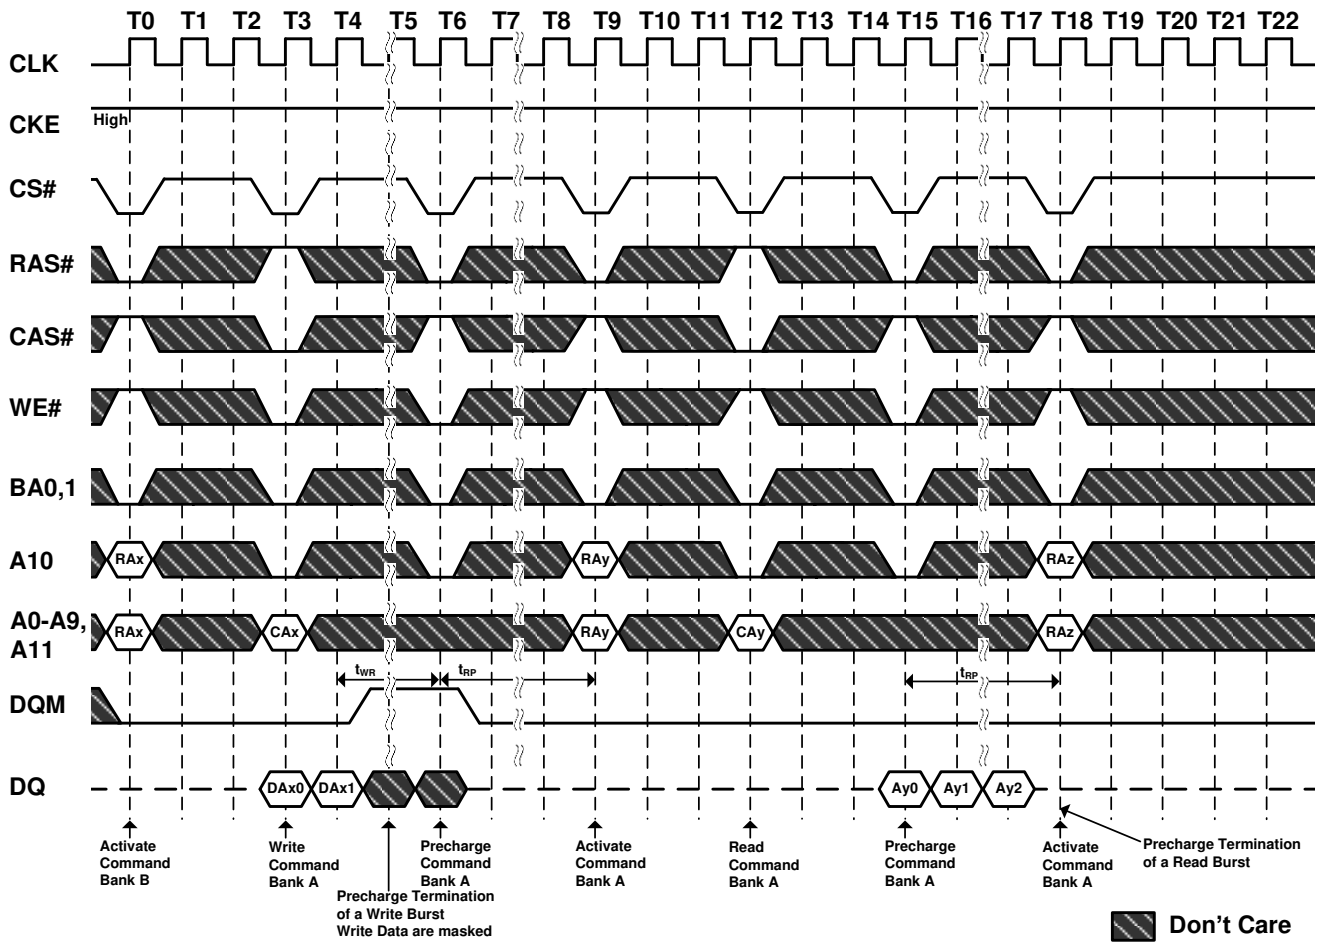 T0 T1 T2 T3 T4 T5 T6 T7 T8 T9 T10 T11 T12 T13 T14 T15 T16 T17 T18 T19 T20 T21 T22
CLK
CKE High
CS#
RAS#
CAS#
WE#
BA0,1
A10 RAx RAy RAz
A0-A9,
A11 RAx CAx RAy CAy RAz
tWR tRP tRP
DQM
DQ DAx0 DAx1 Ay0 Ay1 Ay2
Activate
Command
Bank B
Write
Command
Bank A
Precharge Termination
of a Write Burst
Write Data are masked
Precharge
Command
Bank A
Activate
Command
Bank A
Read
Command
Bank A
Precharge
Command
Bank A
Activate
Command
Bank A
Precharge Termination
of a Read Burst
Don't Care